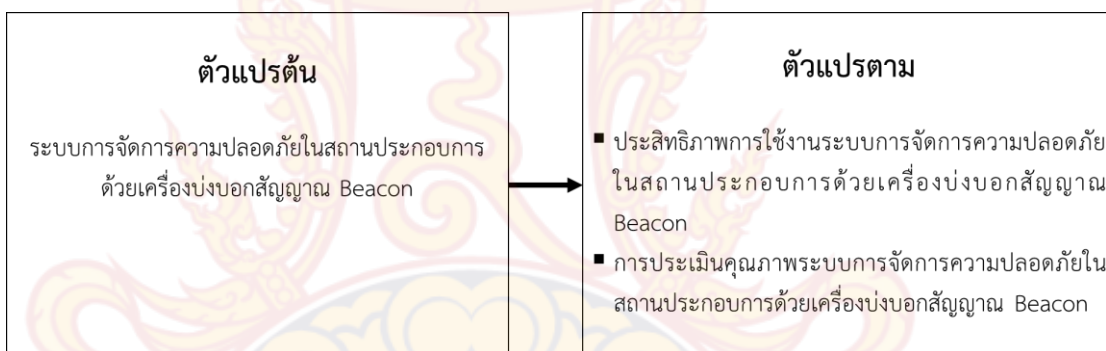 ตัวแปรต้น
ระบบการจัดการความปลอดภัยในสถานประกอบการ
ด้วยเครื่องบ่งบอกสัญญาณ Beacon
ตัวแปรตาม
▪ ประสิทธิภาพการใช้งานระบบการจัดการความปลอดภัย
ในสถานประกอบการด้วยเครื่องบ่งบอกสัญญาณ
Beacon
▪ การประเมินคุณภาพระบบการจัดการความปลอดภัยใน
สถานประกอบการด้วยเครื่องบ่งบอกสัญญาณ Beacon